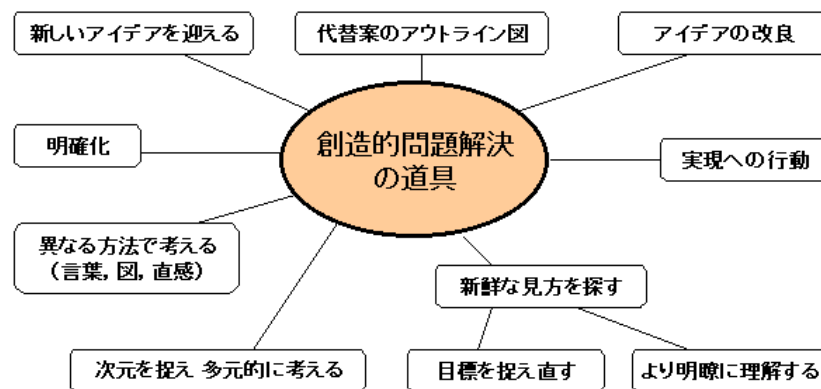 新しいアイデアを迎える
代替案のアウトライン図
アイデアの改良
創造的問題解決
の道具
明確化
実現への行動
異なる方法で考える
（言葉, 図, 直感）
新鮮な見方を探す
次元を捉え 多元的に考える
目標を捉え直す
より明瞭に理解する